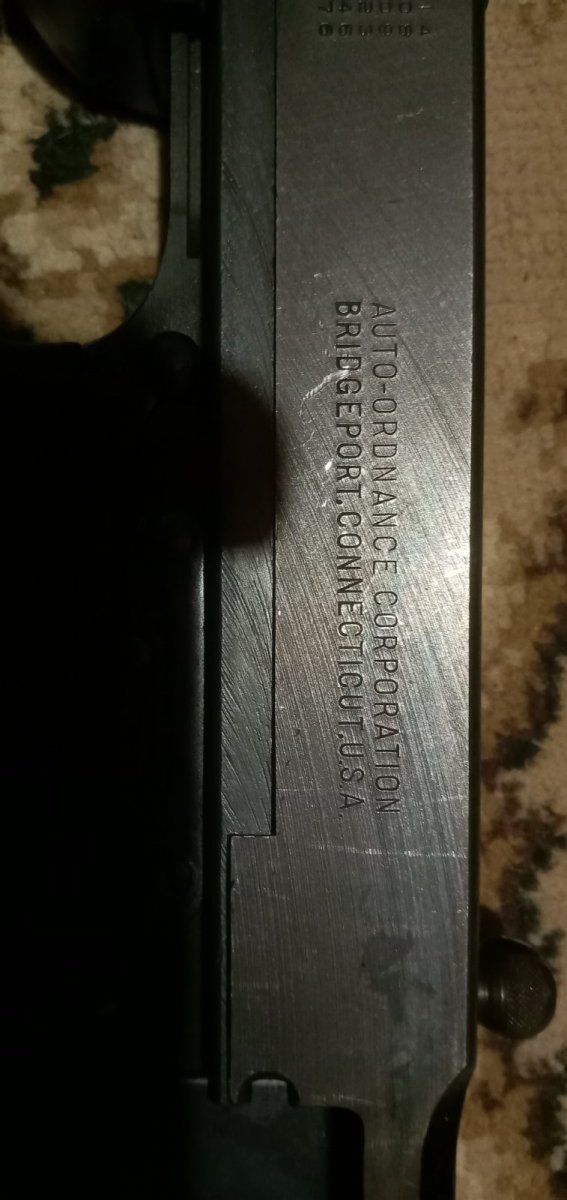 AUTO-ORDNANCE CORPORATION
BRIDGEPORT,CONNECTICUT,U.S.A.